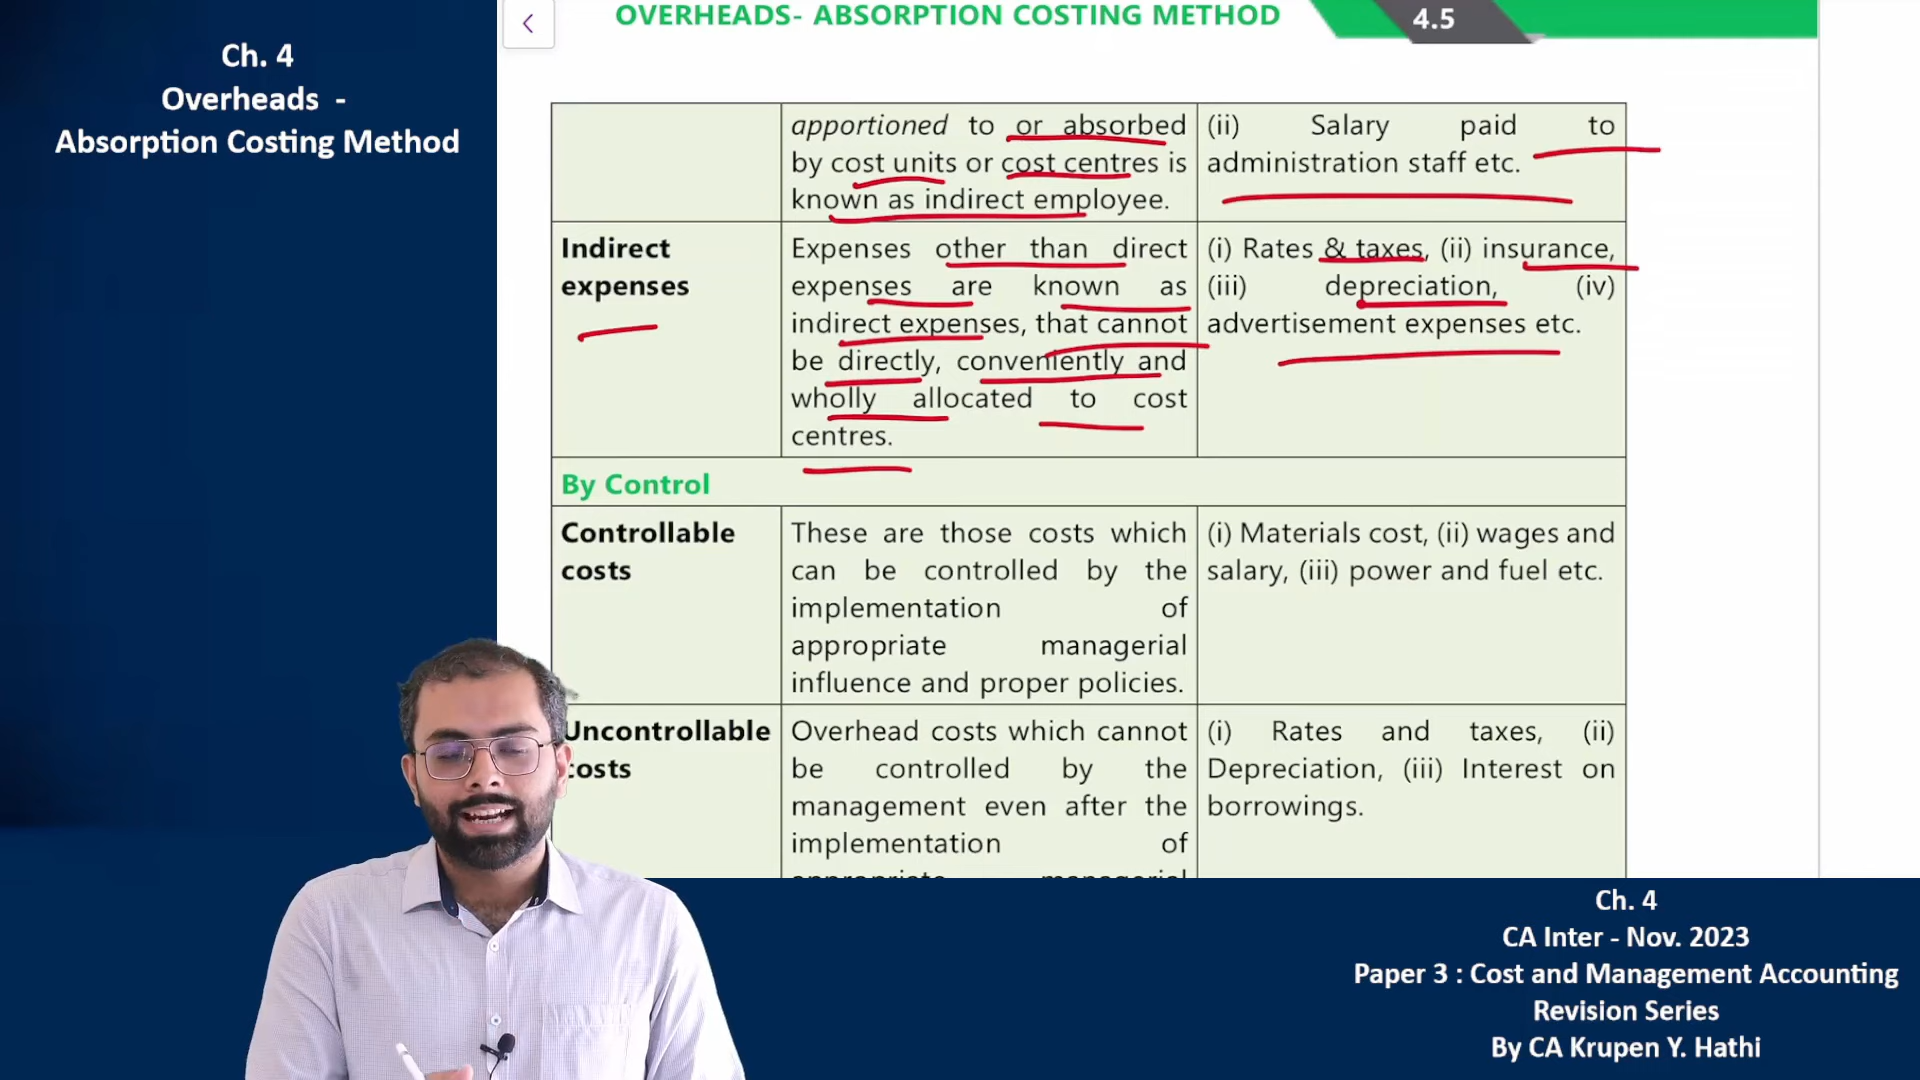 Ch. 4
Overheads -
Absorption Costing Method
OVERHEADS- ABSORPTION COSTING METHOD
4.5
apportioned to or absorbed
by cost units or cost centres is
known as indirect employee.
(ii) Salary paid to
administration staff etc.
Indirect
expenses
Expenses other than direct
expenses are known as
indirect expenses, that cannot
be directly, conveniently and
wholly allocated to cost
centres.
(i) Rates & taxes, (ii) insurance,
(iii) depreciation, (iv)
advertisement expenses etc.
By Control
Controllable
costs
These are those costs which
can be controlled by the
implementation of
appropriate managerial
influence and proper policies.
(i) Materials cost, (ii) wages and
salary, (iii) power and fuel etc.
Uncontrollable
costs
Overhead costs which cannot
be controlled by the
management even after the
implementation of
appropriate managerial
(i) Rates and taxes, (ii)
Depreciation, (iii) Interest on
borrowings.
Ch. 4
CA Inter - Nov. 2023
Paper 3 : Cost and Management Accounting
Revision Series
By CA Krupen Y. Hathi